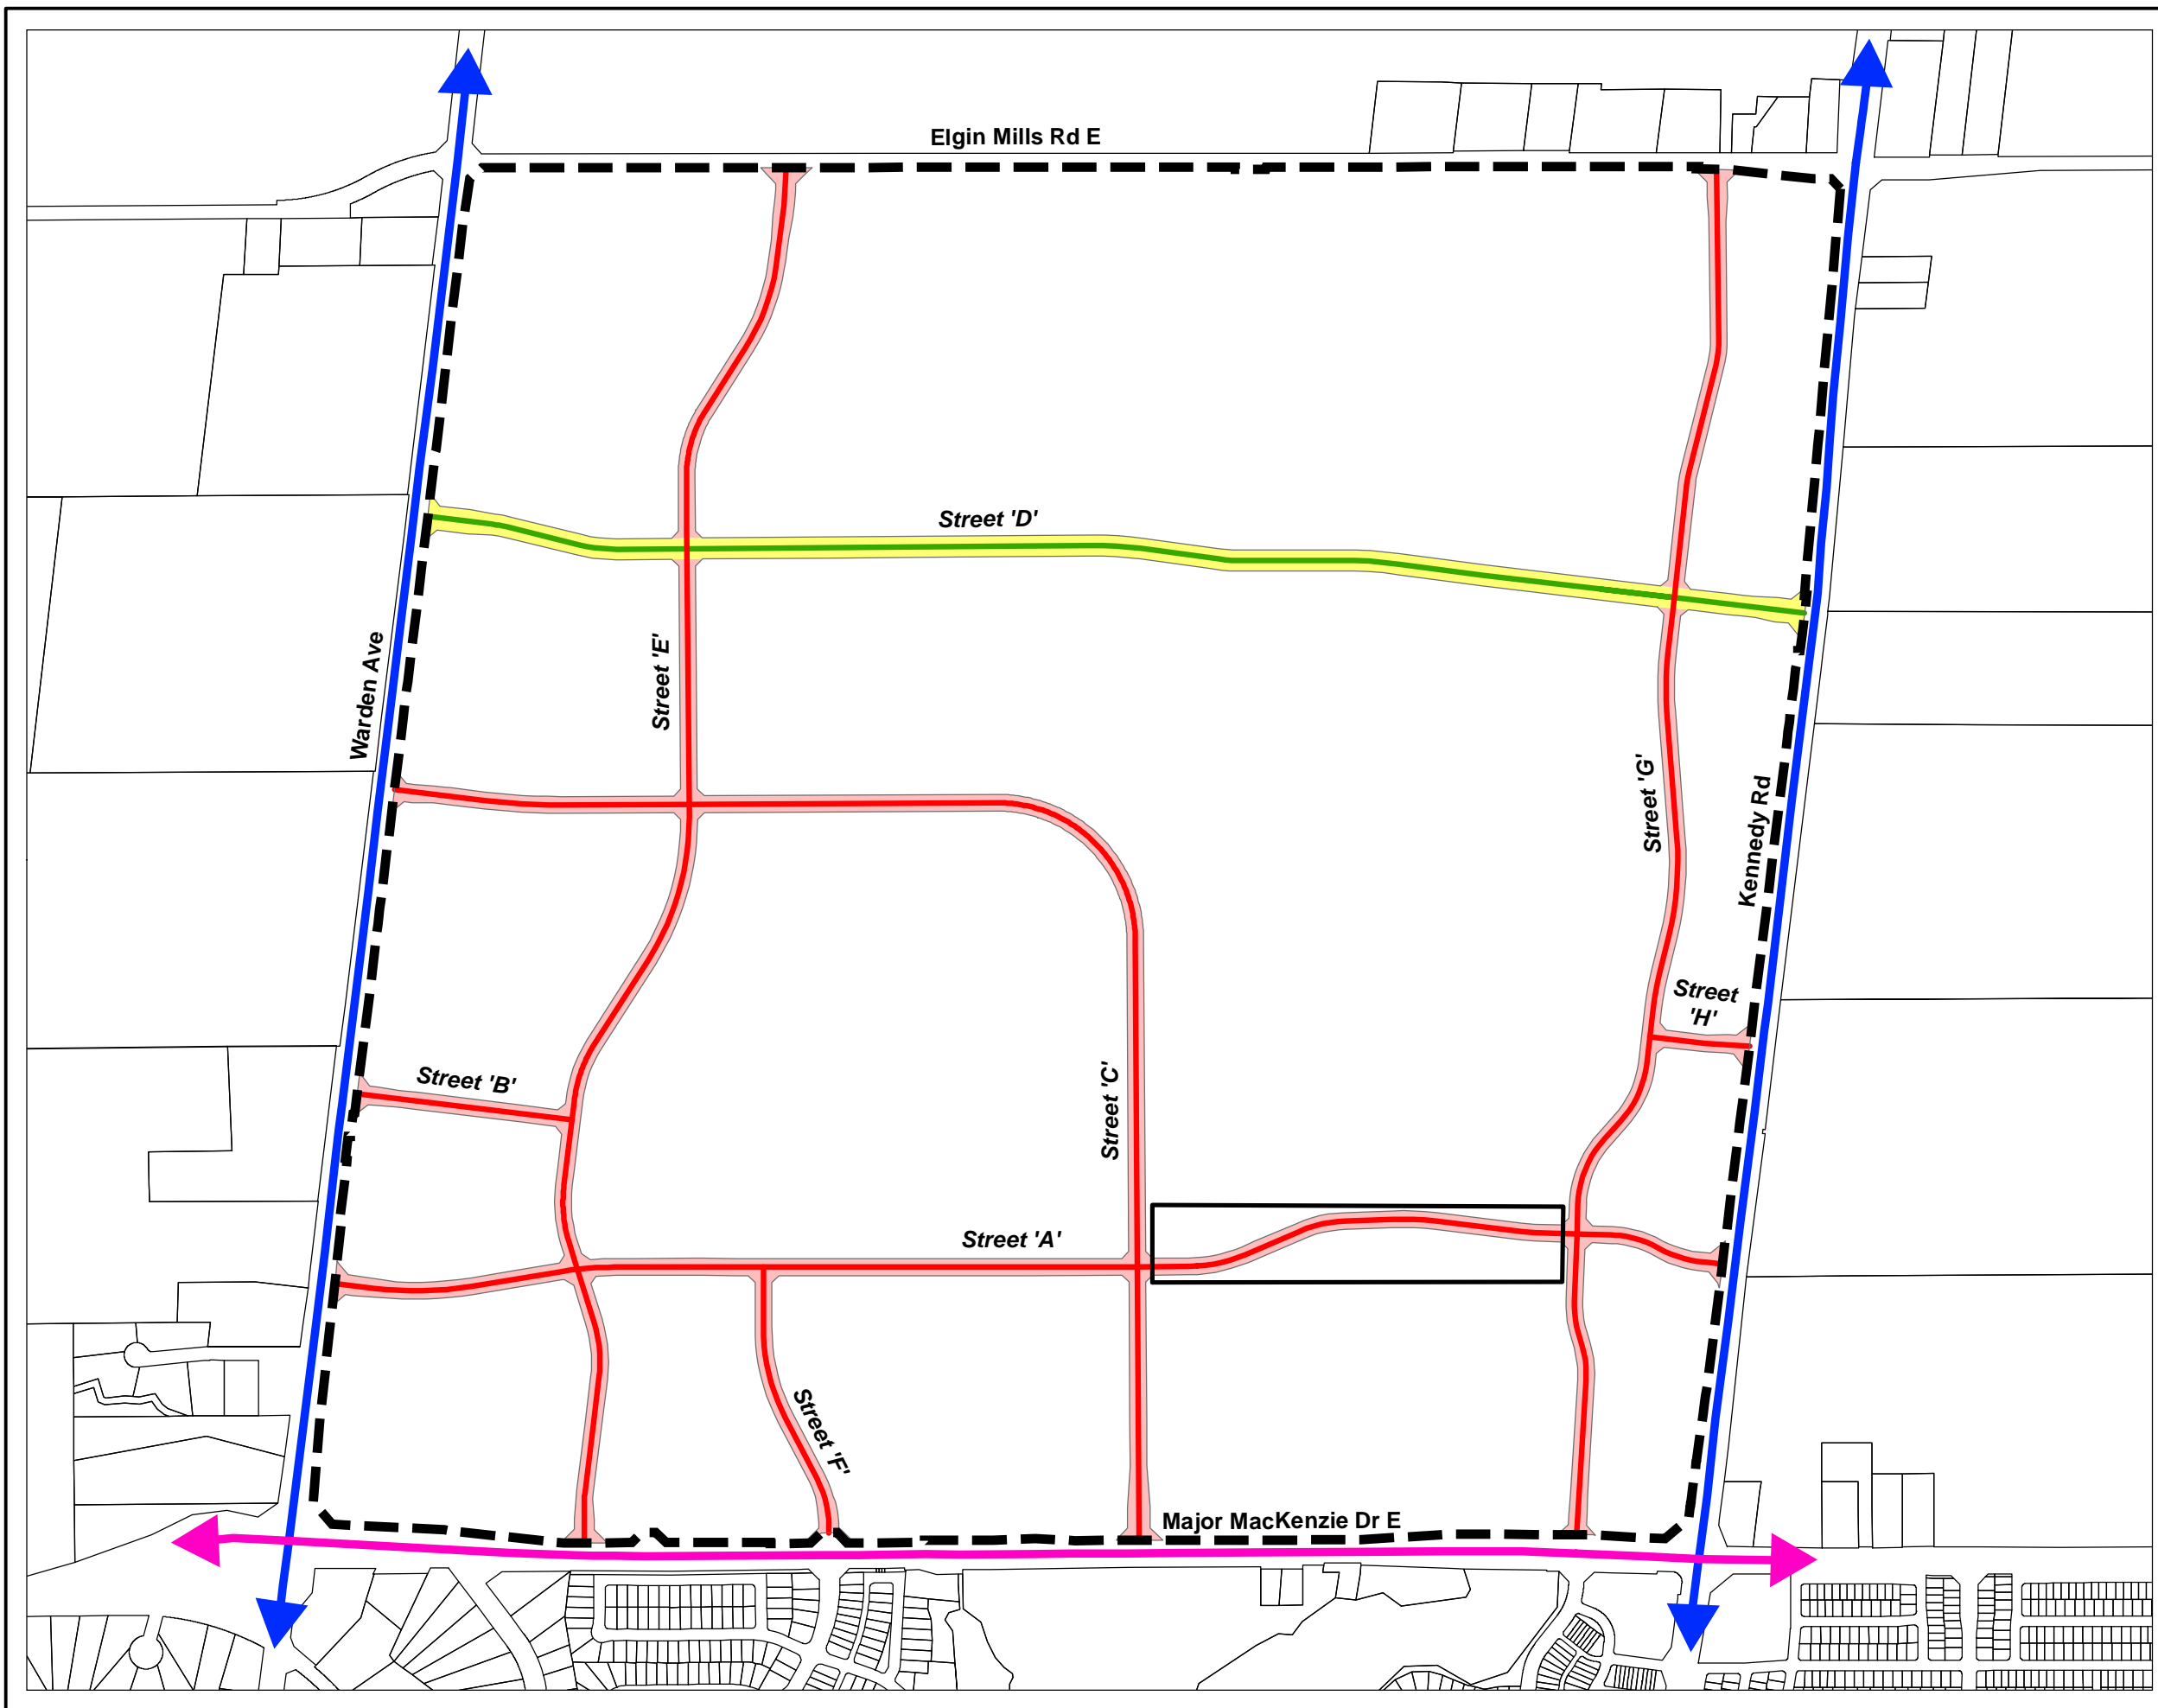 Elgin Mills Rd E
Street 'D'
Warden Ave
Street 'E'
Street 'G'
Kennedy Rd
Street
'H'
Street 'B'
Street 'C'
Street 'A'
Street 'F'
Major MacKenzie Dr E